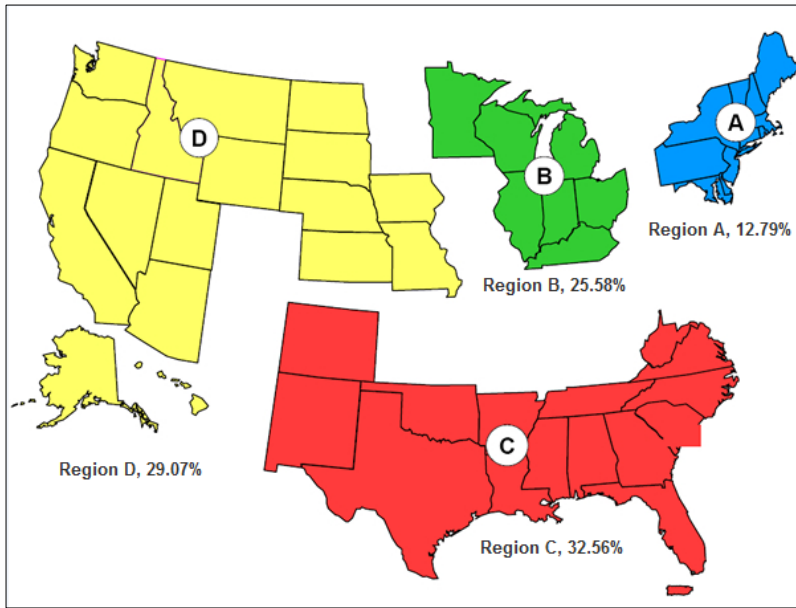 D
B
A
Region A, 12.79%
Region B, 25.58%
C
Region D, 29.07%
Region C, 32.56%